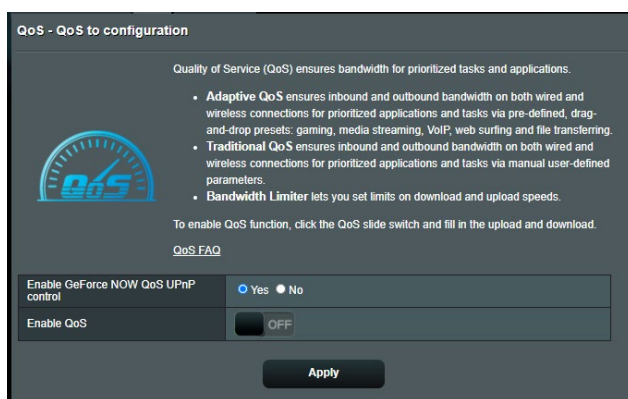 QoS - QoS to configuration
Quality of Service (QoS) ensures bandwidth for prioritized tasks and applications.
• Adaptive QoS ensures inbound and outbound bandwidth on both wired and
wireless connections for prioritized applications and tasks via pre-defined, drag-
and-drop presets: gaming, media streaming, VoIP, web surfing and file transferring.
• Traditional QoS ensures inbound and outbound bandwidth on both wired and
wireless connections for prioritized applications and tasks via manual user-defined
parameters.
• Bandwidth Limiter lets you set limits on download and upload speeds.
QoS
To enable QoS function, click the QoS slide switch and fill in the upload and download.
QoS FAQ
Enable GeForce NOW QoS UPnP
control
Yes No
Enable QoS
OFF
Apply